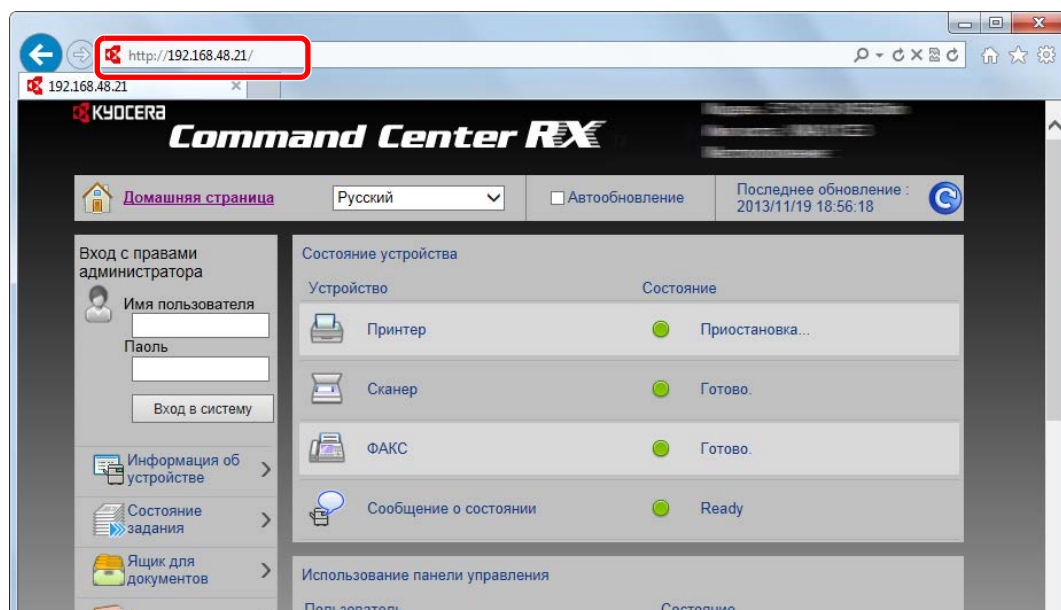 http://192.168.48.21/
192.168.48.21
KYOCERA
Command Center RX
Домашняя страница
Русский
Автообновление
Последнее обновление :
2013/11/19 18:56:18
Вход с правами
администратора
Имя пользователя
Паоль
Вход в систему
Информация об
устройстве
Состояние
задания
Ящик для
документов
Состояние устройства
Устройство Состояние
Принтер Приостановка...
Сканер Готово.
ФАКС Готово.
Сообщение о состоянии Ready
Использование панели управления
Пользователь Состояние